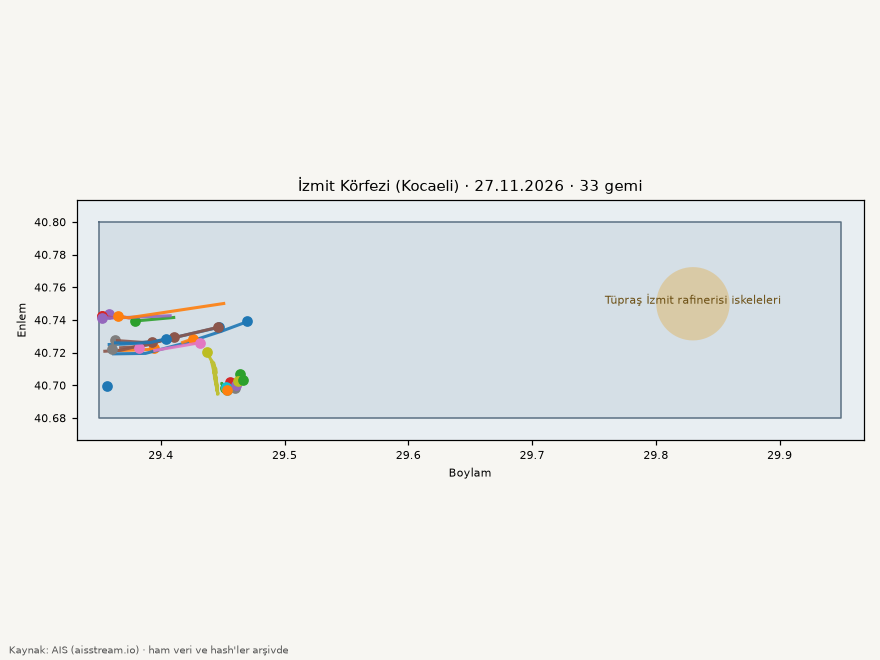 İzmit Körfezi (Kocaeli) · 27.11.2026 · 33 gemi
40.80
40.78
40.76
40.74
40.72
40.70
40.68
Enlem
Tüpraş İzmit rafinerisi iskeleleri
29.4 29.5 29.6 29.7 29.8 29.9
Boylam
Kaynak: AIS (aisstream.io) · ham veri ve hash'ler arşivde